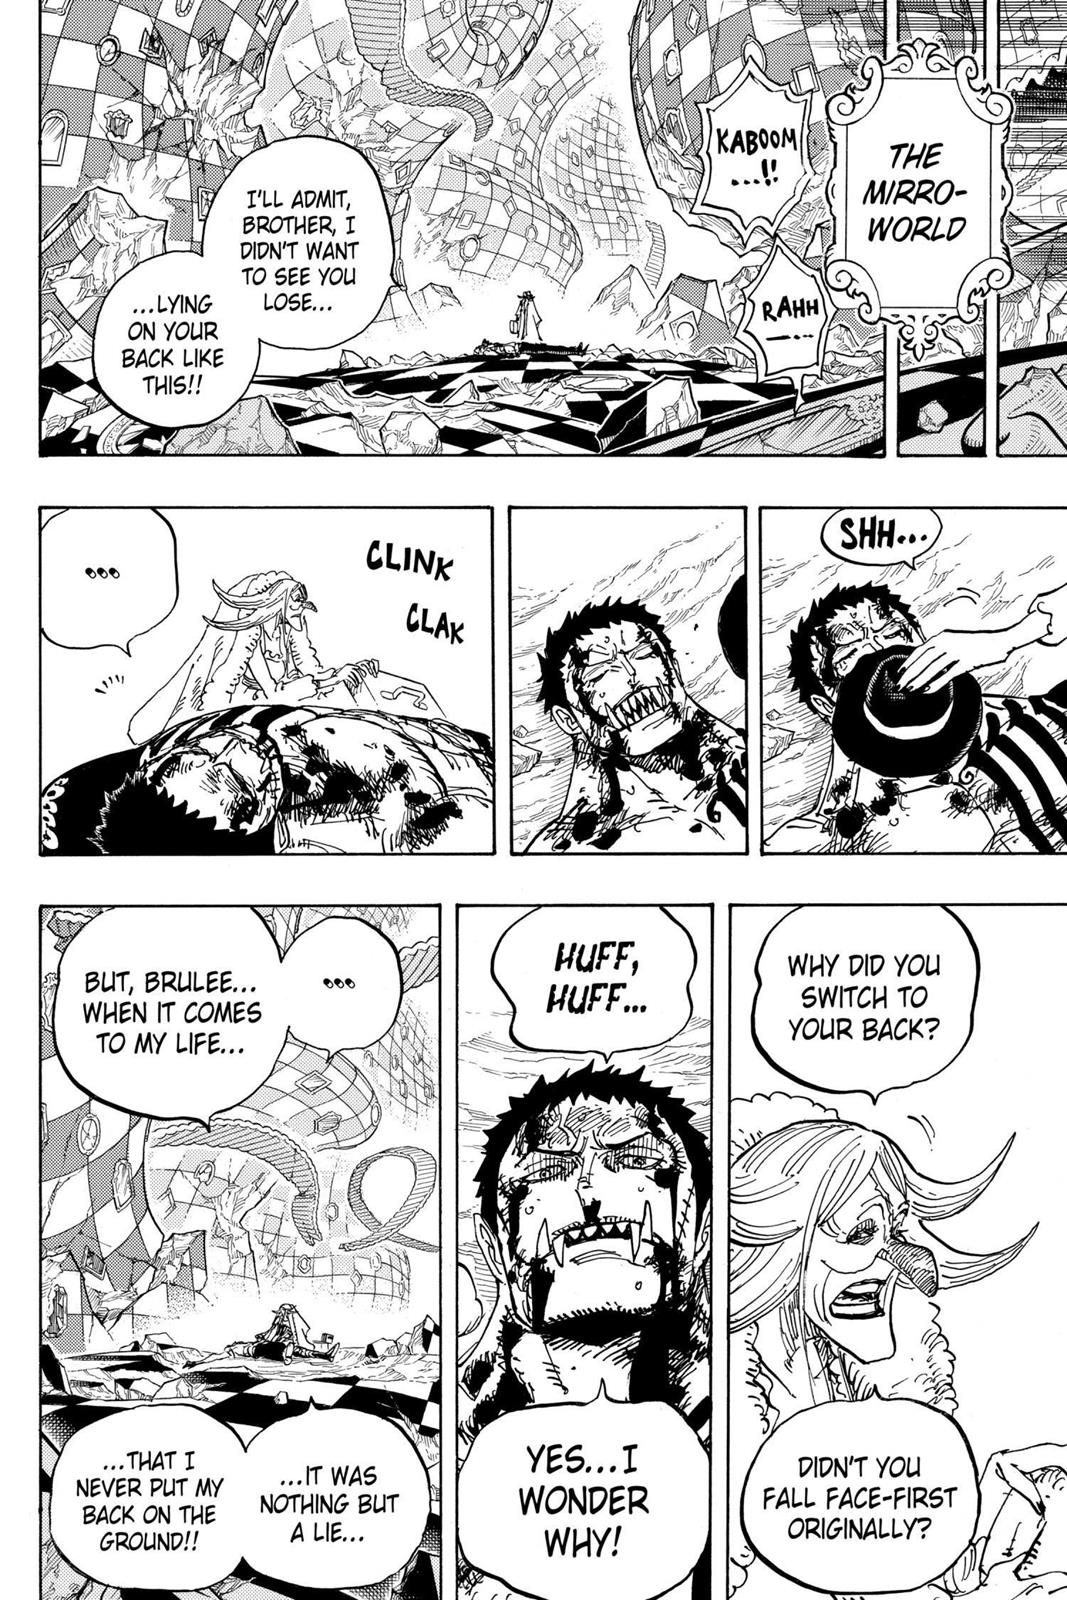 THE
MIRRO-
WORLD
KABOOM
...!!
RAHH
—...
I'LL ADMIT,
BROTHER, I
DIDN'T WANT
TO SEE YOU
LOSE...
...LYING
ON YOUR
BACK LIKE
THIS!!
SHH...
CLINK
CLAK
...
WHY DID YOU
SWITCH TO
YOUR BACK?
DIDN'T YOU
FALL FACE-FIRST
ORIGINALLY?
HUFF,
HUFF...
YES...I
WONDER
WHY!
...
BUT, BRULEE...
WHEN IT COMES
TO MY LIFE...
...IT WAS
NOTHING BUT
A LIE...
...THAT I
NEVER PUT MY
BACK ON THE
GROUND!!